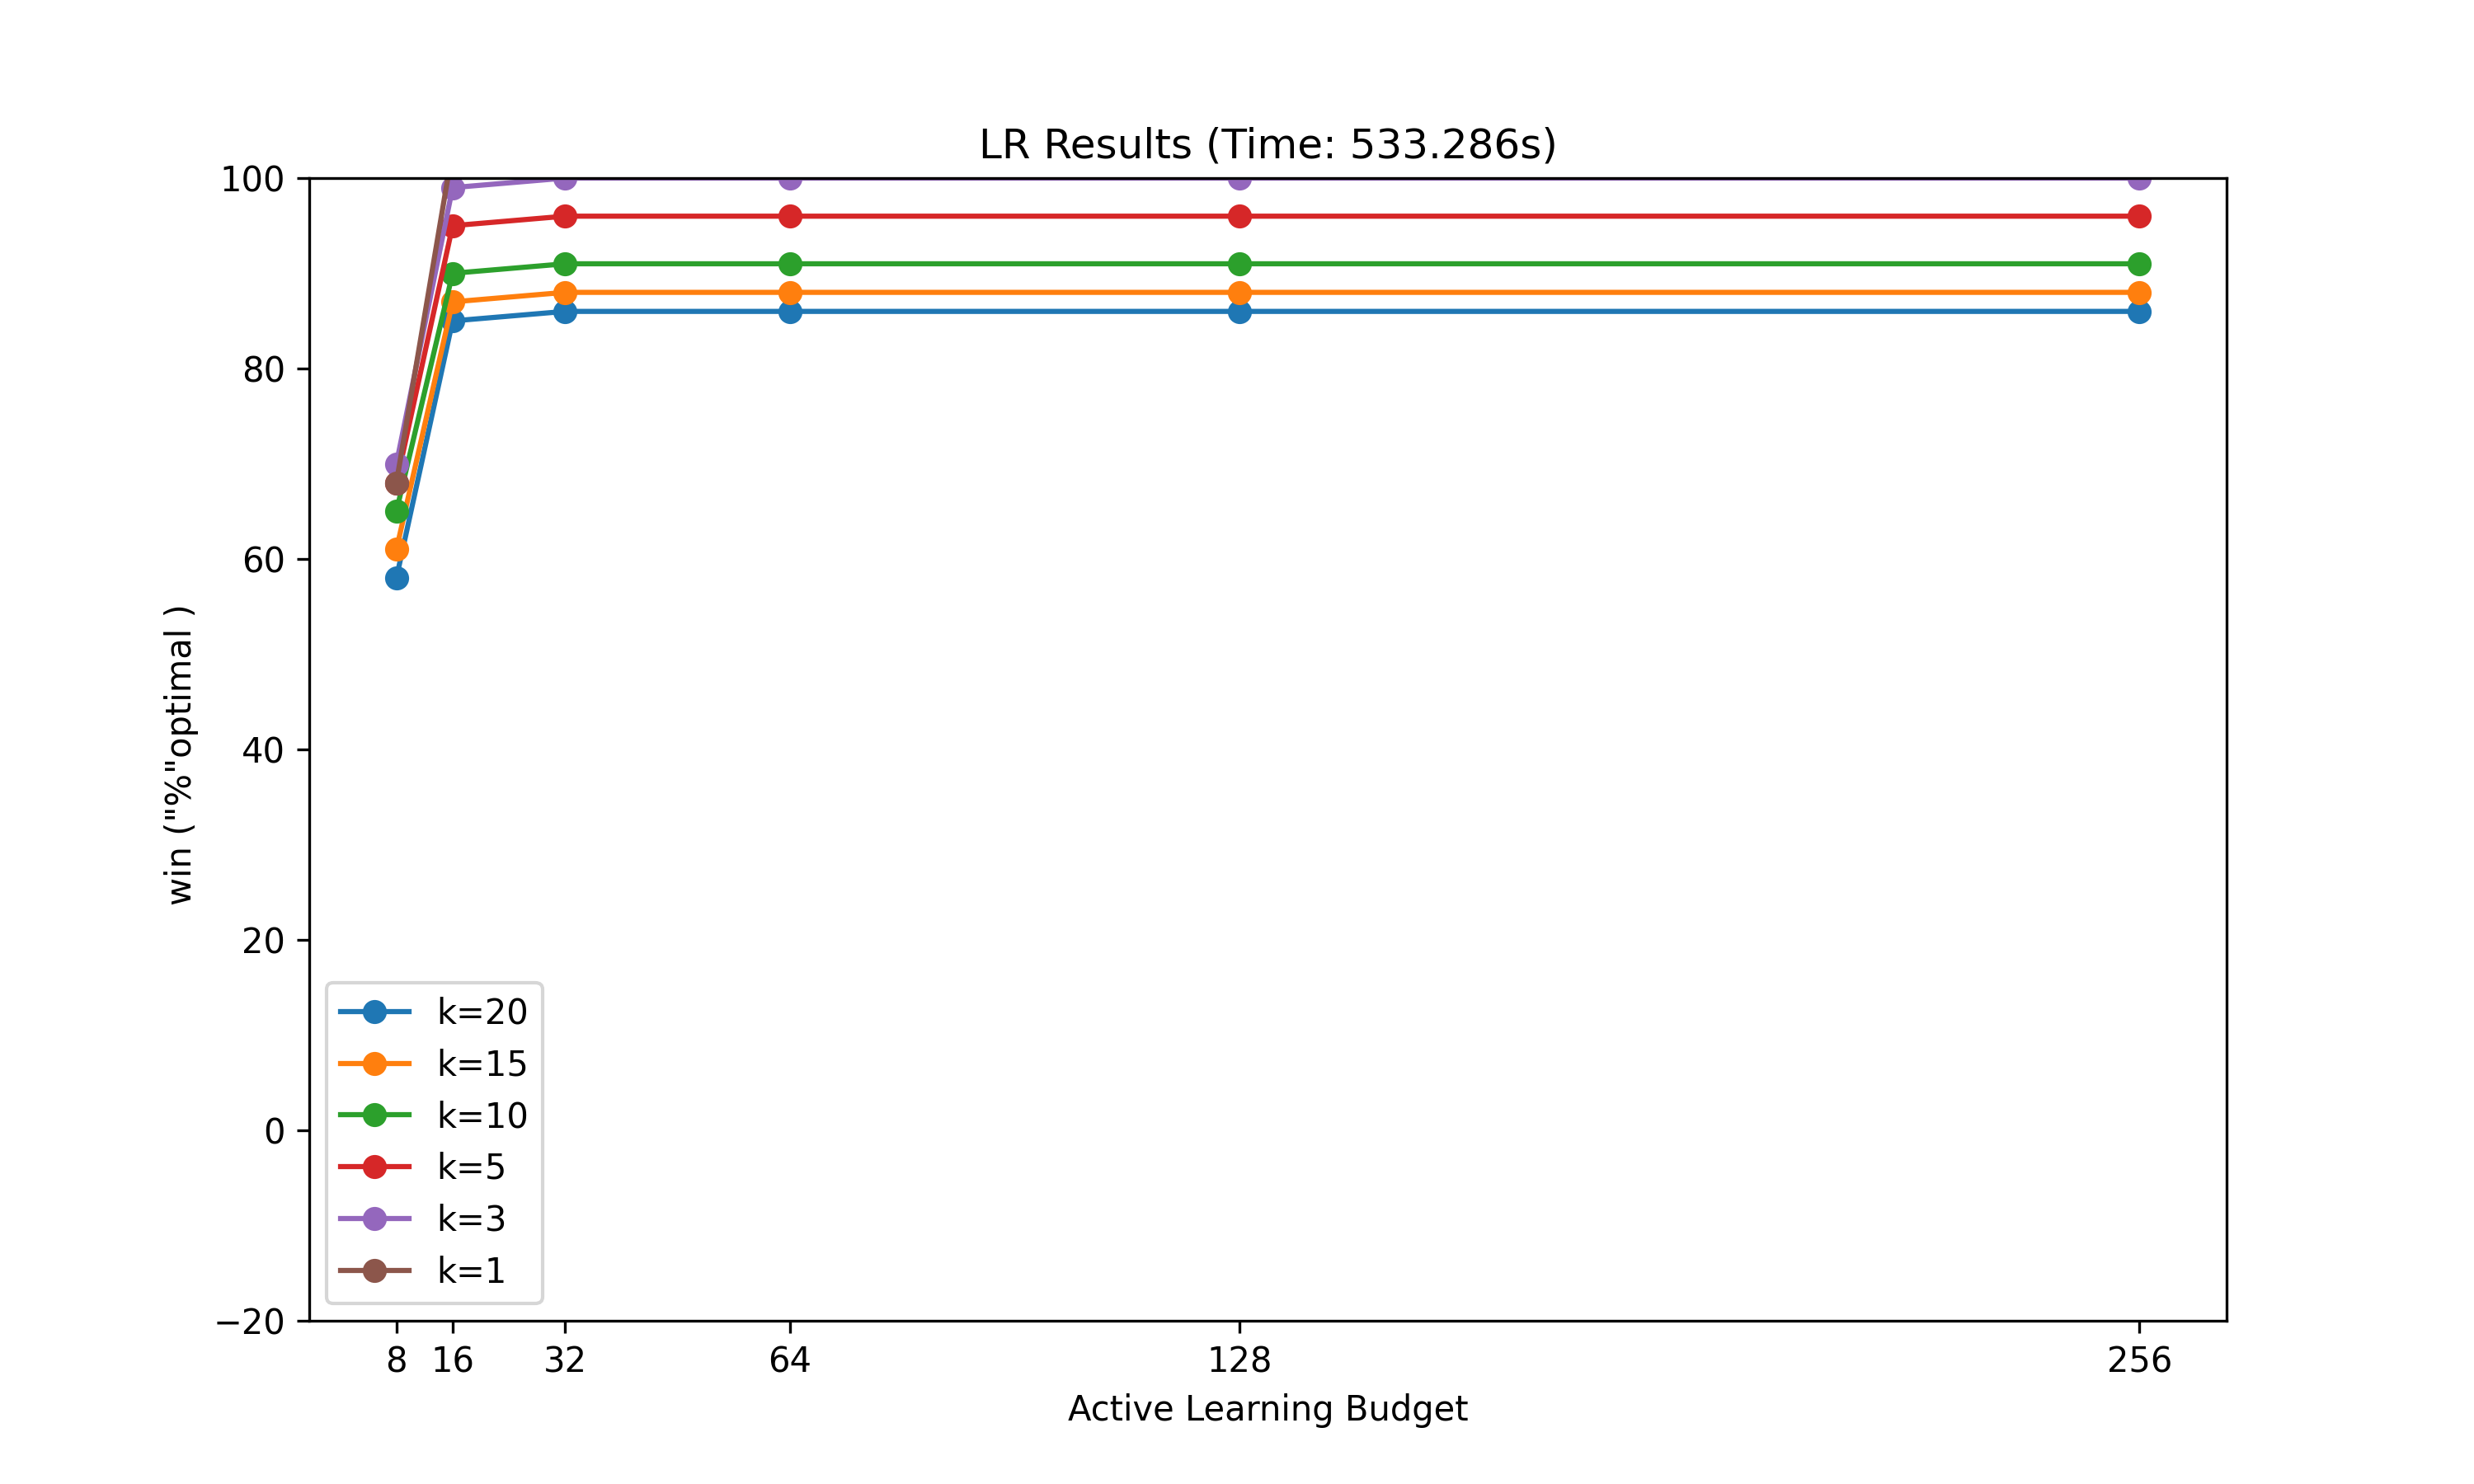 LR Results (Time: 533.286s)
100
80
60
40
20
0
−20
win ("%"optimal )
k=20
k=15
k=10
k=5
k=3
k=1
8 16 32 64 128 256
Active Learning Budget